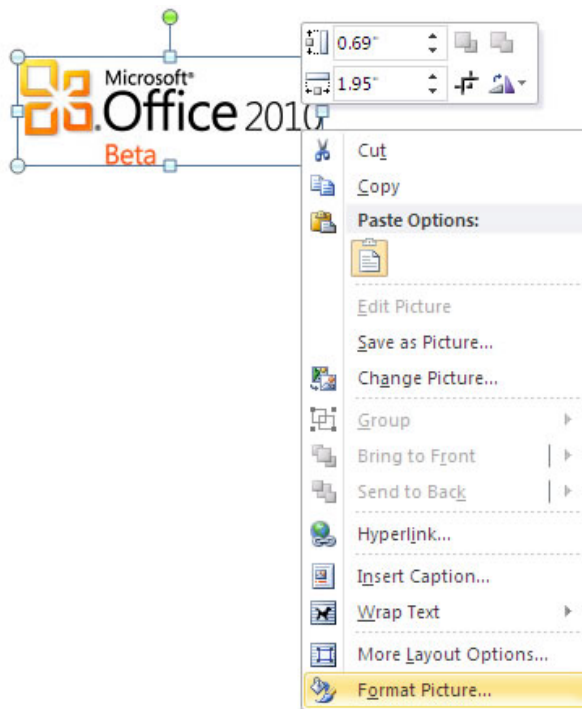 0.69"
1.95"
Microsoft®
Office 2010
Beta
Cut
Copy
Paste Options:
Edit Picture
Save as Picture...
Change Picture...
Group
Bring to Front
Send to Back
Hyperlink...
Insert Caption...
Wrap Text
More Layout Options...
Format Picture...